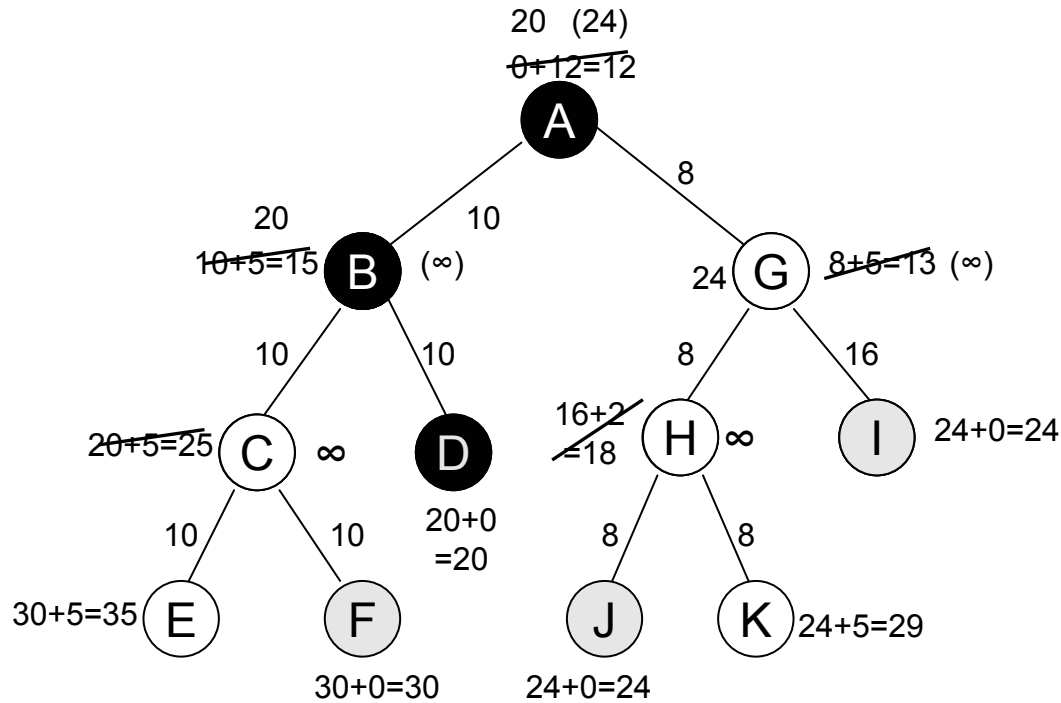 20 (24)
0+12=12
A
8
10
20
10+5=15
B
(∞)
24
G
8+5=13 (∞)
10
10
8
16
20+5=25
C
∞
D
20+0
=20
16+2
=18
H
∞
I
24+0=24
10
10
8
8
30+5=35
E
F
30+0=30
J
24+0=24
K
24+5=29